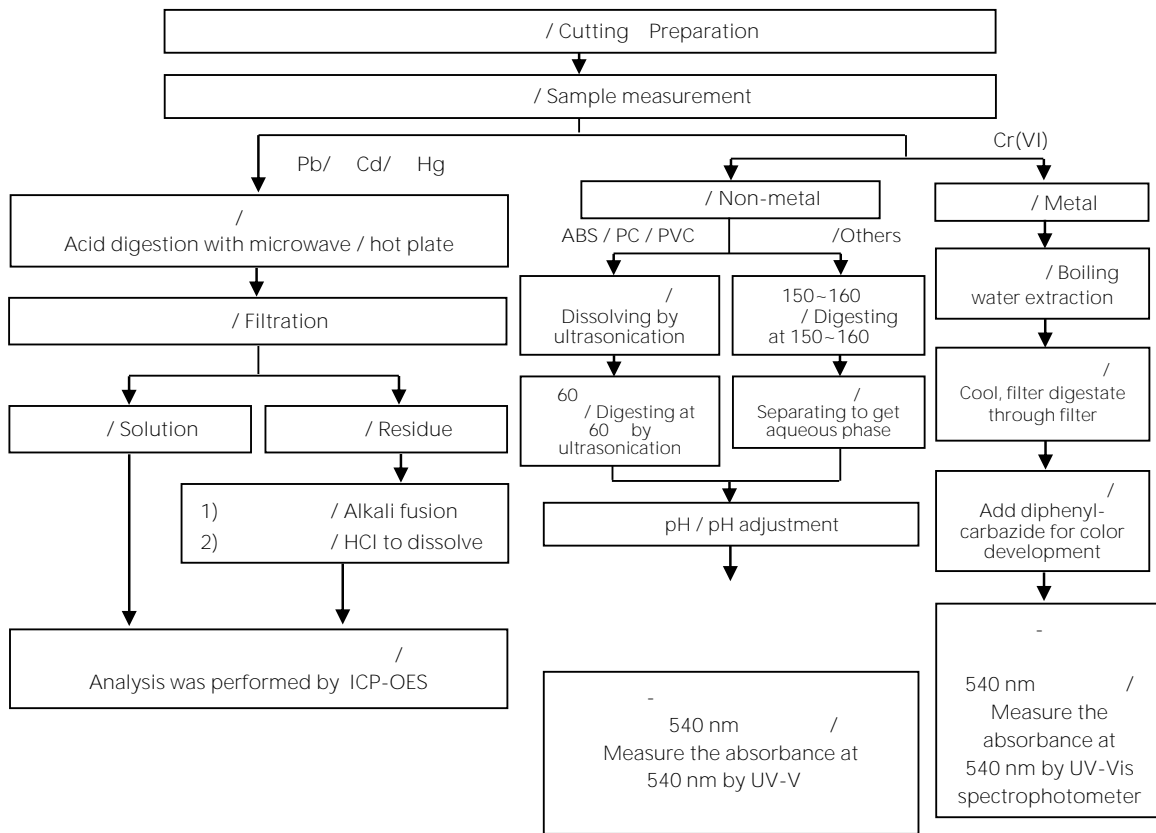 / Cutting Preparation
/ Sample measurement
Cr(VI)
Pb/ Cd/ Hg
/
Acid digestion with microwave / hot plate
/ Filtration
/ Solution
/ Residue
1) / Alkali fusion
2) / HCl to dissolve
/
Analysis was performed by ICP-OES
/ Non-metal
ABS / PC / PVC
/Others
/
Dissolving by
ultrasonication
150~160
/ Digesting
at 150~160
60
/ Digesting at
60 by
ultrasonication
/
Separating to get
aqueous phase
pH / pH adjustment
-
540 nm /
Measure the absorbance at
540 nm by UV-V
/ Metal
/ Boiling
water extraction
/
Cool, filter digestate
through filter
/
Add diphenyl-
carbazide for color
development
-
540 nm /
Measure the
absorbance at
540 nm by UV-Vis
spectrophotometer